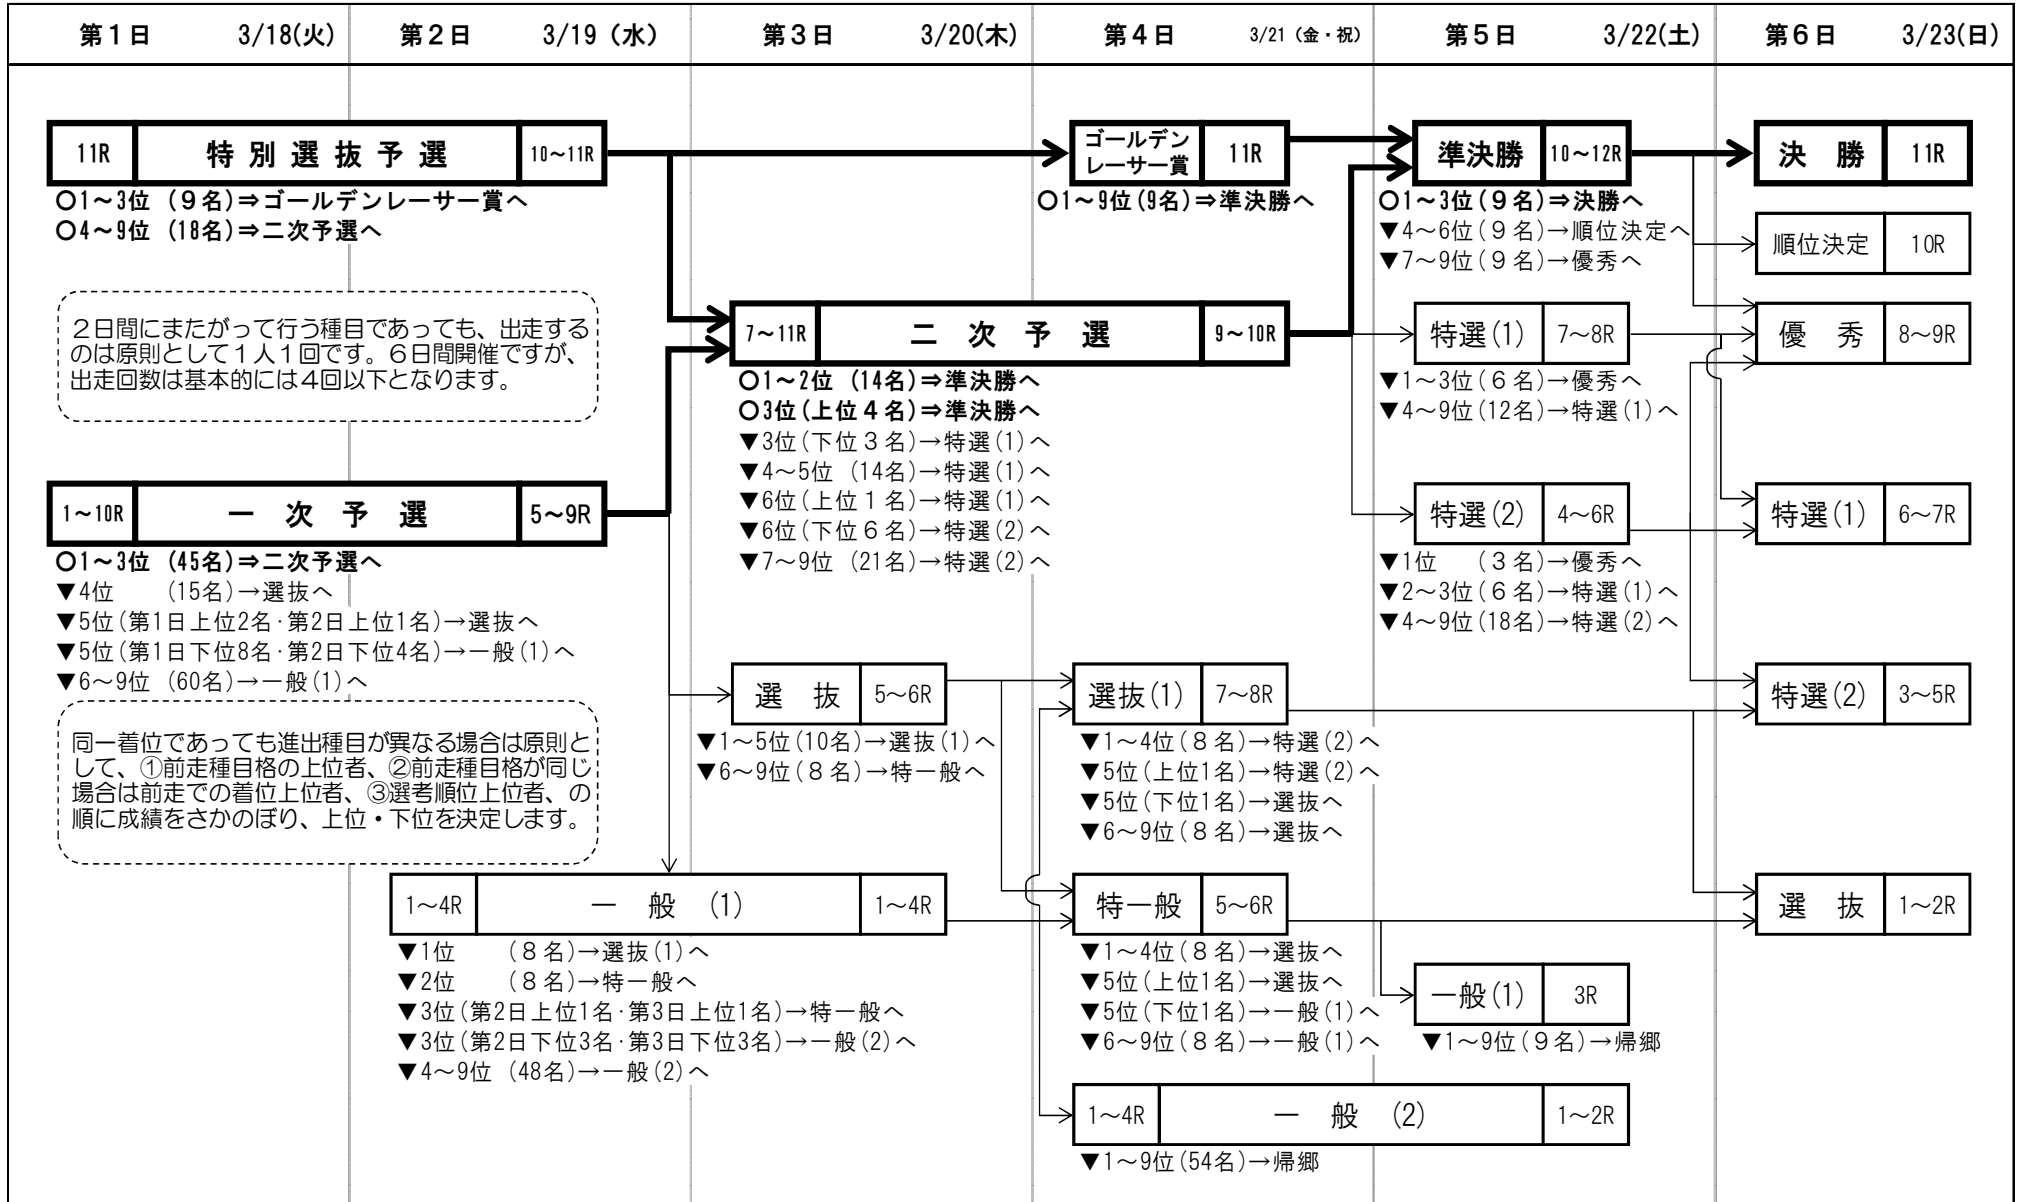 第1日 3/18(火) 第2日 3/19（水） 第3日 3/20(木) 第4日 3/21（金・祝） 第5日 3/22(土) 第6日 3/23(日)
11R 特別選抜予選 10～11R
○1～3位（９名）⇒ゴールデンレーサー賞へ
○4～9位（18名）⇒二次予選へ
２日間にまたがって行う種目であっても、出走する
のは原則として１人１回です。６日間開催ですが、
出走回数は基本的には４回以下となります。
1～10R 一次予選 5～9R
○1～3位（45名）⇒二次予選へ
▼4位 （15名）→選抜へ
▼5位（第1日上位2名･第2日上位1名）→選抜へ
▼5位（第1日下位8名･第2日下位4名）→一般(1)へ
▼6～9位（60名）→一般(1)へ
同一着位であっても進出種目が異なる場合は原則と
して、①前走種目格の上位者、②前走種目格が同じ
場合は前走での着位上位者、③選考順位上位者、の
順に成績をさかのぼり、上位・下位を決定します。
1～4R 一般(1) 1～4R
▼1位 （８名）→選抜(1)へ
▼2位 （８名）→特一般へ
▼3位（第2日上位1名･第3日上位1名）→特一般へ
▼3位（第2日下位3名･第3日下位3名）→一般(2)へ
▼4～9位（48名）→一般(2)へ
7～11R 二次予選 9～10R
○1～2位（14名）⇒準決勝へ
○3位（上位４名）⇒準決勝へ
▼3位（下位３名）→特選(1)へ
▼4～5位（14名）→特選(1)へ
▼6位（上位１名）→特選(1)へ
▼6位（下位６名）→特選(2)へ
▼7～9位（21名）→特選(2)へ
選抜 5～6R
▼1～5位（10名）→選抜(1)へ
▼6～9位（８名）→特一般へ
ゴールデン
レーサー賞 11R
○1～9位（9名）⇒準決勝へ
選抜(1) 7～8R
▼1～4位（８名）→特選(2)へ
▼5位（上位1名）→特選(2)へ
▼5位（下位1名）→選抜へ
▼6～9位（８名）→選抜へ
特一般 5～6R
▼1～4位（８名）→選抜へ
▼5位（上位1名）→選抜へ
▼5位（下位1名）→一般(1)へ
▼6～9位（８名）→一般(1)へ
1～4R 一般(2) 1～2R
▼1～9位（54名）→帰郷
準決勝 10～12R
○1～3位（９名）⇒決勝へ
▼4～6位（９名）→順位決定へ
▼7～9位（９名）→優秀へ
特選(1) 7～8R
▼1～3位（６名）→優秀へ
▼4～9位（12名）→特選(1)へ
特選(2) 4～6R
▼1位 （３名）→優秀へ
▼2～3位（６名）→特選(1)へ
▼4～9位（18名）→特選(2)へ
一般(1) 3R
▼1～9位（９名）→帰郷
決勝 11R
順位決定 10R
優秀 8～9R
特選(1) 6～7R
特選(2) 3～5R
選抜 1～2R